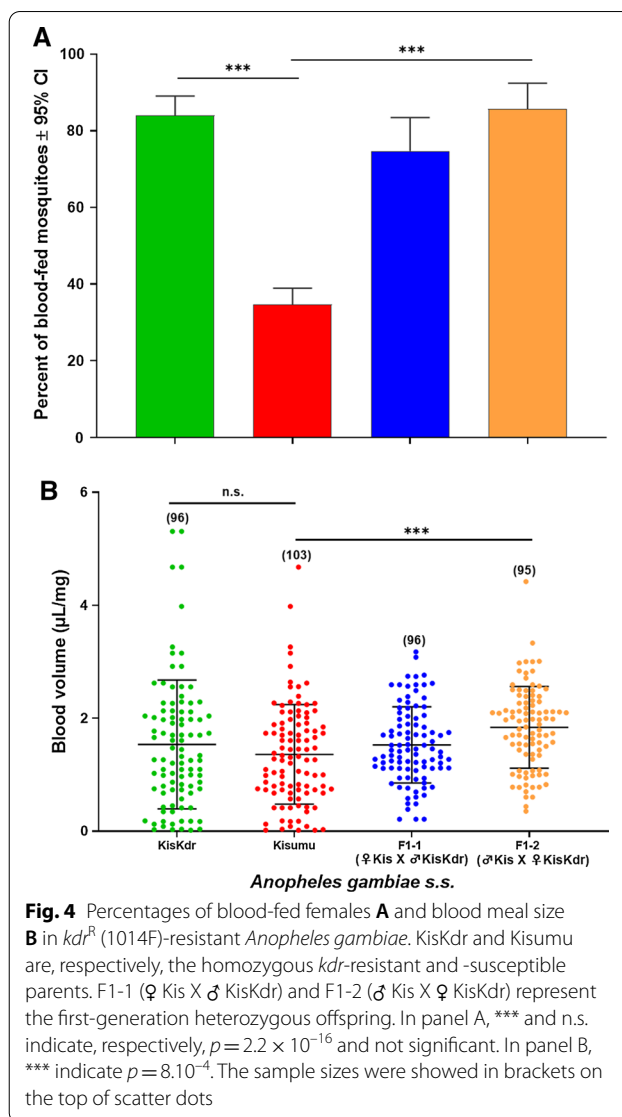 A
*** ***
100
80
60
40
20
0
Percent of blood-fed mosquitoes ± 95% CI
B
6
4
2
0
Blood volume (µL/mg)
n.s.
(96)
(103)
***
(96)
(95)
KisKdr Kisumu F1-1 F1-2
(♀Kis X ♂KisKdr) (♂Kis X ♀KisKdr)
Anopheles gambiae s.s.
Fig. 4 Percentages of blood-fed females A and blood meal size
B in kdrᴿ (1014F)-resistant Anopheles gambiae. KisKdr and Kisumu
are, respectively, the homozygous kdr-resistant and -susceptible
parents. F1-1 (♀ Kis X ♂ KisKdr) and F1-2 (♂ Kis X ♀ KisKdr) represent
the first-generation heterozygous offspring. In panel A, *** and n.s.
indicate, respectively, p = 2.2 × 10⁻¹⁶ and not significant. In panel B,
*** indicate p = 8.10⁻⁴. The sample sizes were showed in brackets on
the top of scatter dots